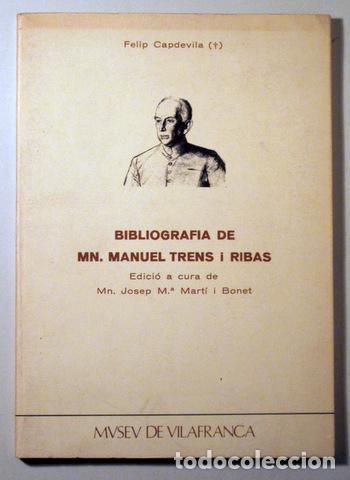 Felip Capdevila (†)
BIBLIOGRAFIA DE
MN. MANUEL TRENS i RIBAS
Edició a cura de
Mn. Josep M.ª Martí i Bonet
MVSEV DE VILAFRANCA
todocoleccion.net